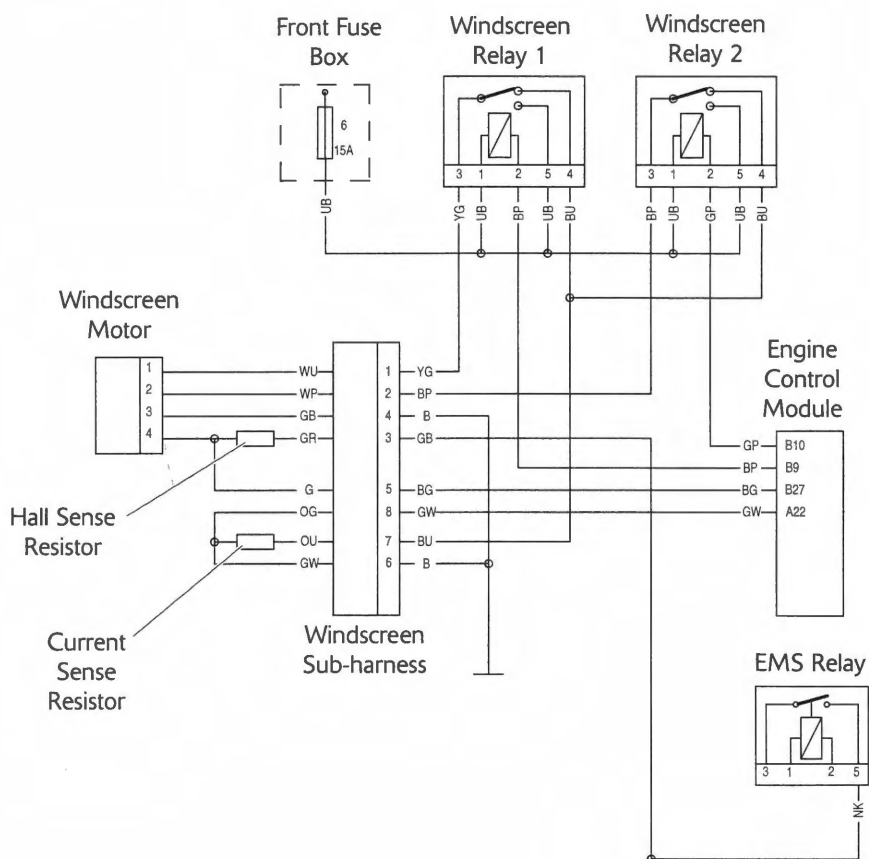 Front Fuse
Box
Windscreen
Relay 1
Windscreen
Relay 2
6
15A
3 1 2 5 4
3 1 2 5 4
UB
YG UB BP UB BU
BP UB GP UB BU
Windscreen
Motor
1
2
3
4
WU
WP
GB
GR
G
OG
OU
GW
1 YG
2 BP
4 B
3 GB
5 BG
8 GW
7 BU
6 B
Engine
Control
Module
GP B10
BP B9
BG B27
GW A22
Hall Sense
Resistor
Current
Sense
Resistor
Windscreen
Sub-harness
EMS Relay
3 1 2 5
NK